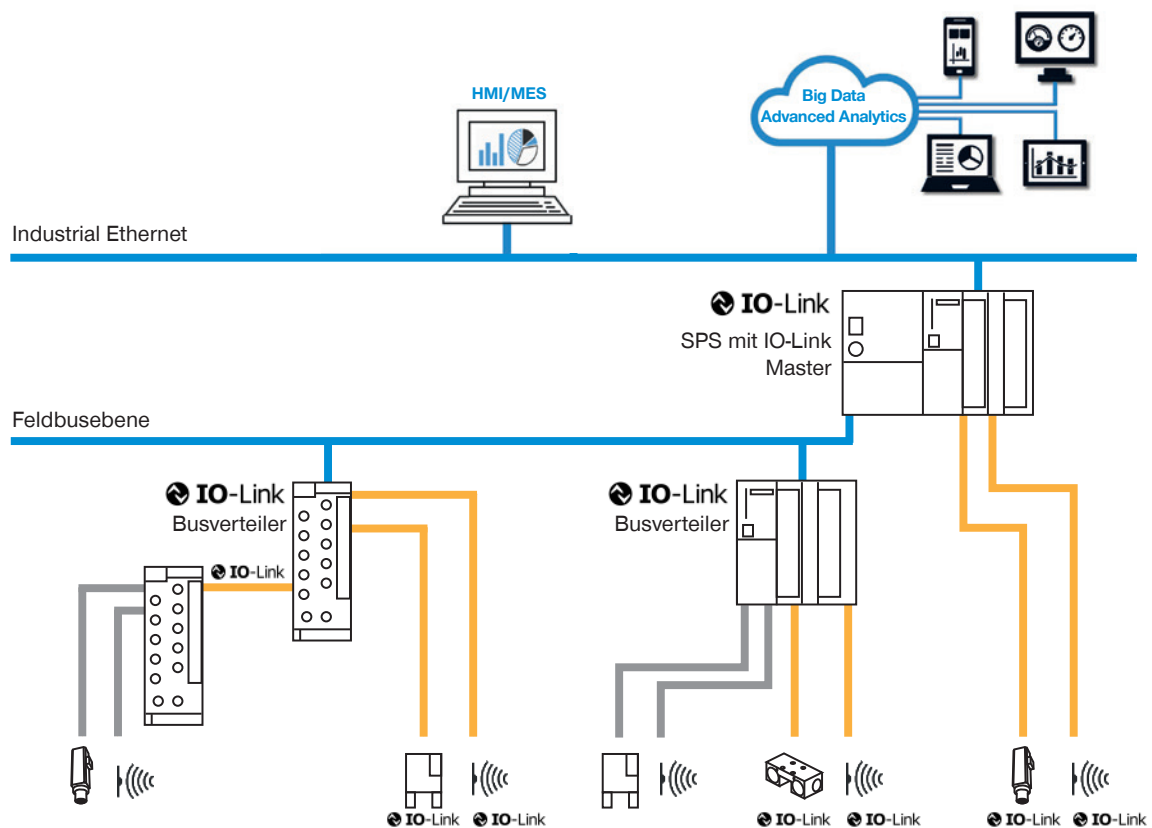 HMI/MES
Big Data
Advanced Analytics
Industrial Ethernet
IO-Link
SPS mit IO-Link
Master
Feldbusebene
IO-Link
Busverteiler
IO-Link
Busverteiler
IO-Link
IO-Link
IO-Link
IO-Link
IO-Link
IO-Link
IO-Link